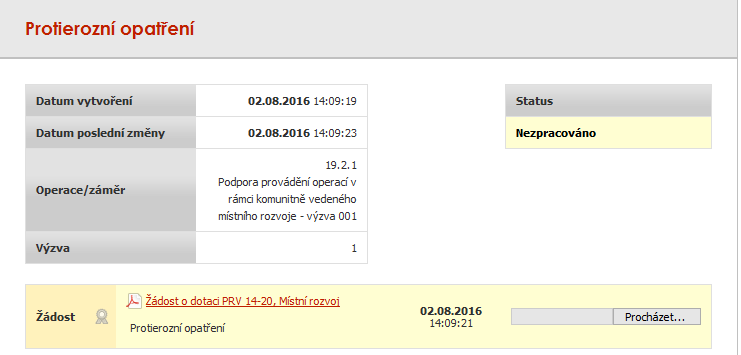 Protierozní opatření
Datum vytvoření 02.08.2016 14:09:19
Status
Datum poslední změny 02.08.2016 14:09:23
Nezpracováno
Operace/záměr
19.2.1
Podpora provádění operací v
rámci komunitně vedeného
místního rozvoje - výzva 001
Výzva 1
Žádost
Žádost o dotaci PRV 14-20, Místní rozvoj
Protierozní opatření
02.08.2016
14:09:21
Procházet...